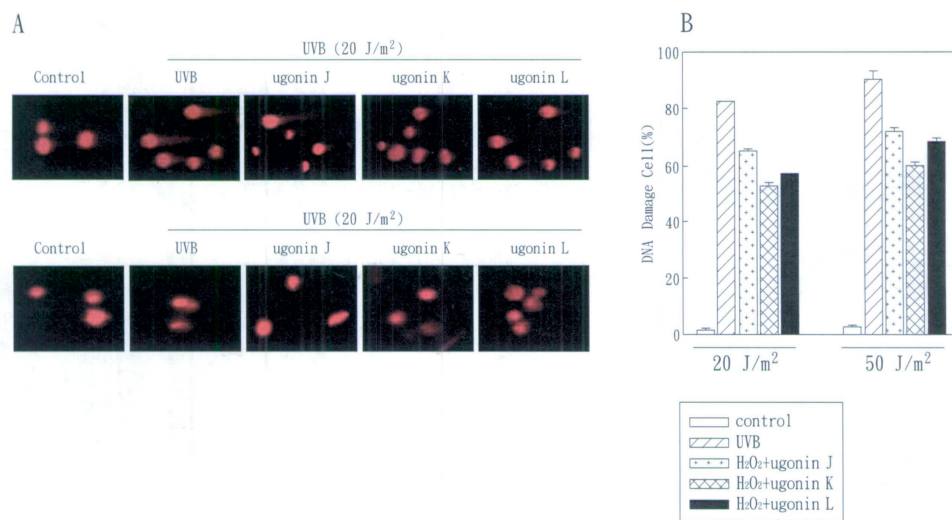 A
UVB (20 J/m²)
Control UVB ugonin J ugonin K ugonin L
UVB (20 J/m²)
Control UVB ugonin J ugonin K ugonin L
B
DNA Damage Cell(%)
100
80
60
40
20
0
20 J/m² 50 J/m²
control
UVB
H₂O₂+ugonin J
H₂O₂+ugonin K
H₂O₂+ugonin L